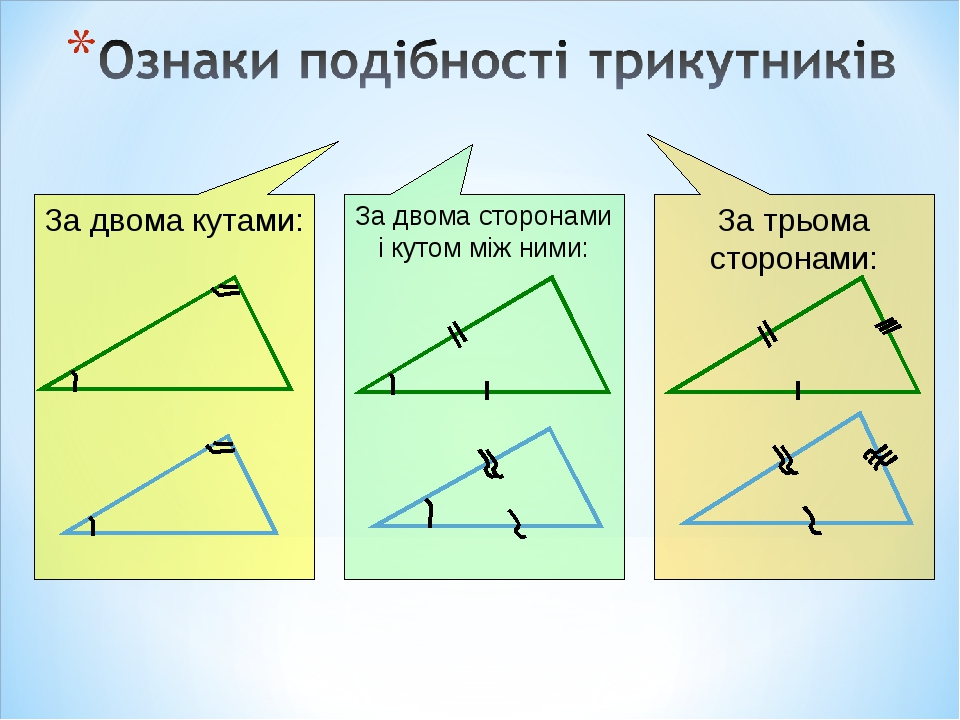 *Ознаки подібності трикутників
За двома кутами:
За двома сторонами
і кутом між ними:
За трьома
сторонами: